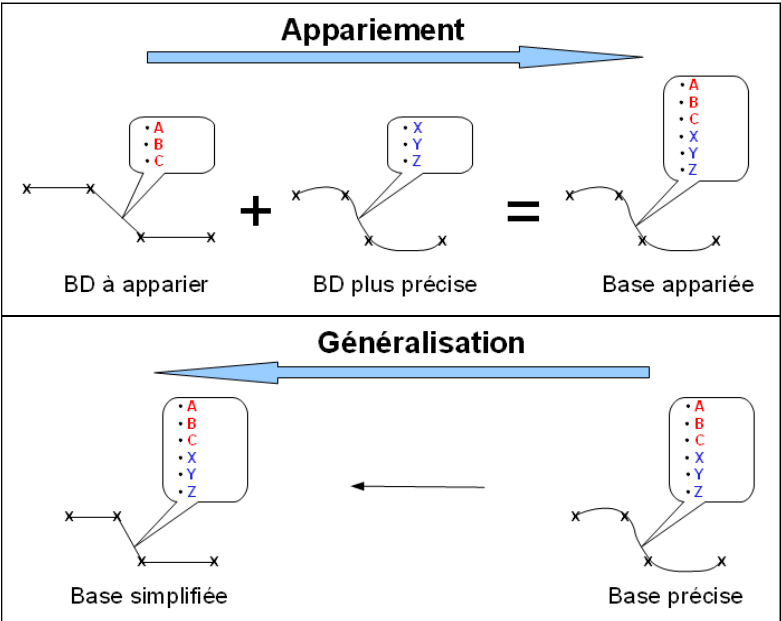 Appariement
• A
• B
• C
• X
• Y
• Z
• A
• B
• C
• X
• Y
• Z
x x x x + x x x x = x x x x
BD à apparier BD plus précise Base appariée
Généralisation
• A
• B
• C
• X
• Y
• Z
• A
• B
• C
• X
• Y
• Z
x x x x x x x x
Base simplifiée Base précise